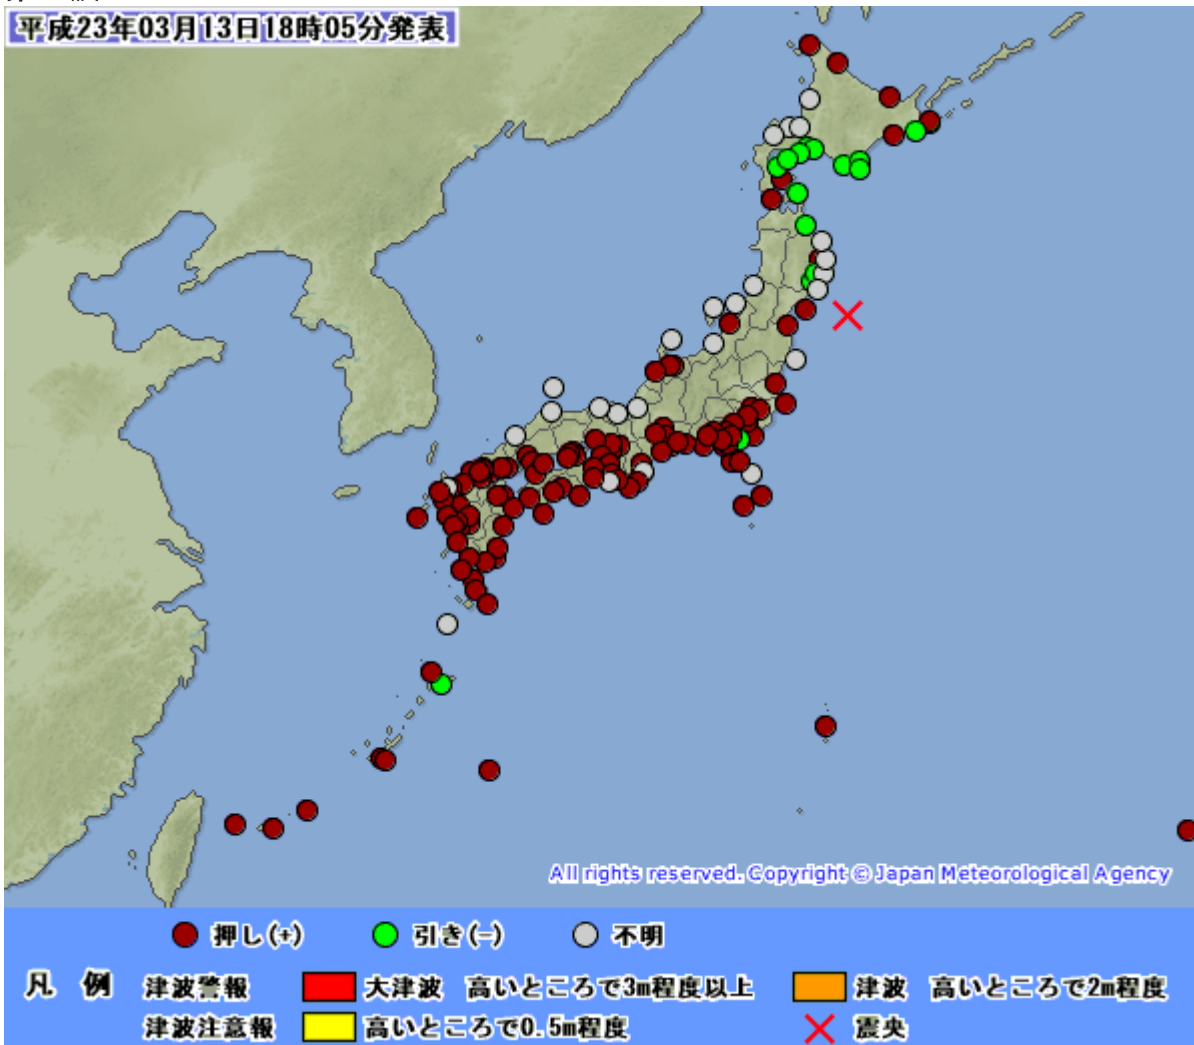 平成23年03月13日18時05分発表
All rights reserved. Copyright © Japan Meteorological Agency
押し(+) 引き(-) 不明
凡 例 津波警報 大津波 高いところで3m程度以上 津波 高いところで2m程度
津波注意報 高いところで0.5m程度 震央